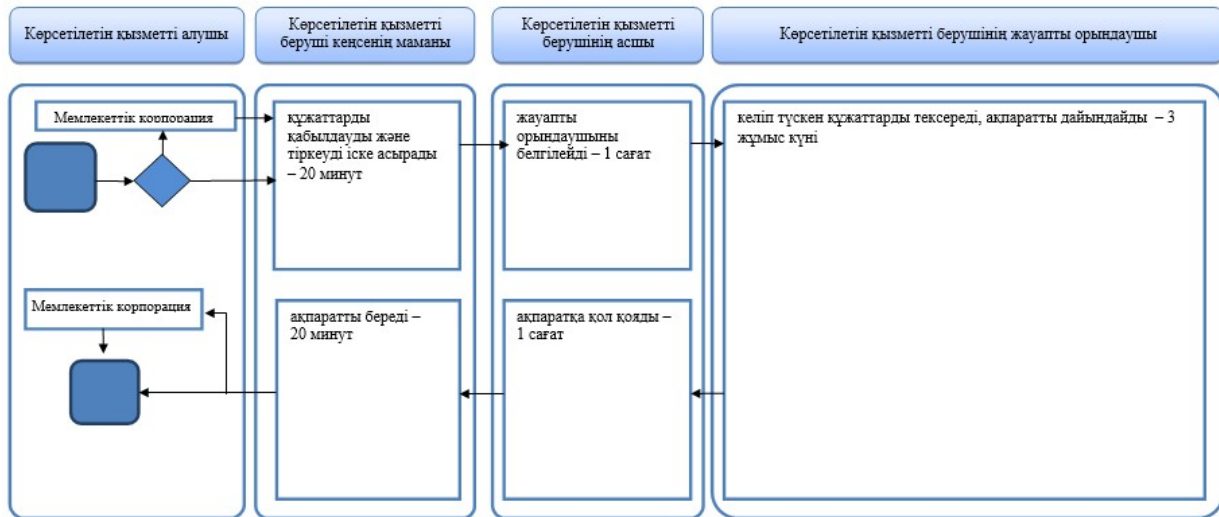 Көрсетілетін қызметті алушы
Көрсетілетін қызметті
беруші кеңсенің маманы
Көрсетілетін қызметті
берушінің асшы
Көрсетілетін қызметті берушінің жауапты орындаушы
Мемлекеттік корпорация
құжаттарды
қабылдауды және
тіркеуді іске асырады
– 20 минут
жауапты
орындаушыны
белгілейді – 1 сағат
келіп түскен құжаттарды тексереді, ақпаратты дайындайды – 3
жұмыс күні
Мемлекеттік корпорация
ақпаратты береді –
20 минут
ақпаратқа қол қояды –
1 сағат